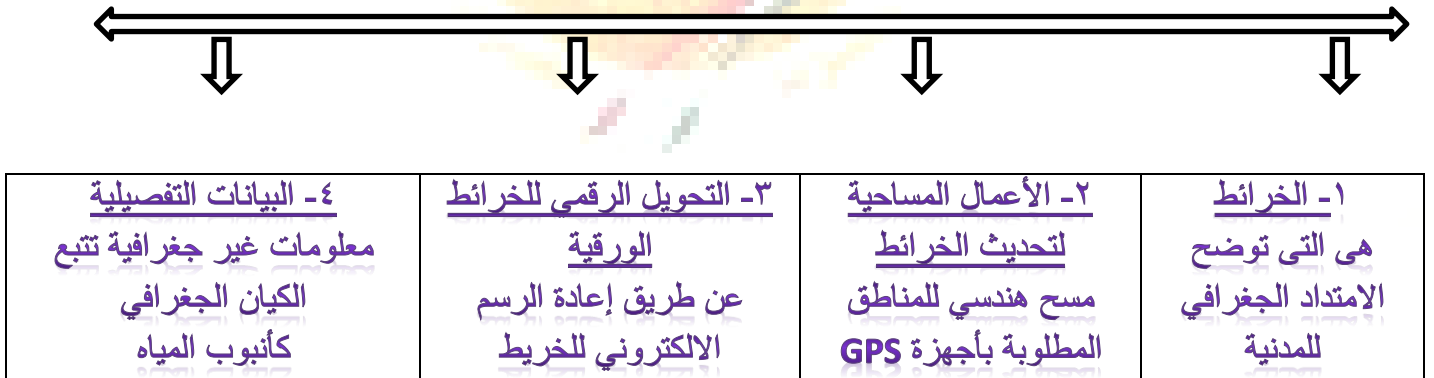 ١- الخرائط
هى التى توضح
الامتداد الجغرافي
للمدنية
٢- الأعمال المساحية
لتحديث الخرائط
مسح هندسي للمناطق
المطلوبة بأجهزة GPS
٣- التحويل الرقمي للخرائط
الورقية
عن طريق إعادة الرسم
الالكتروني للخريط
٤- البيانات التفصيلية
معلومات غير جغرافية تتبع
الكيان الجغرافي
كأنبوب المياه